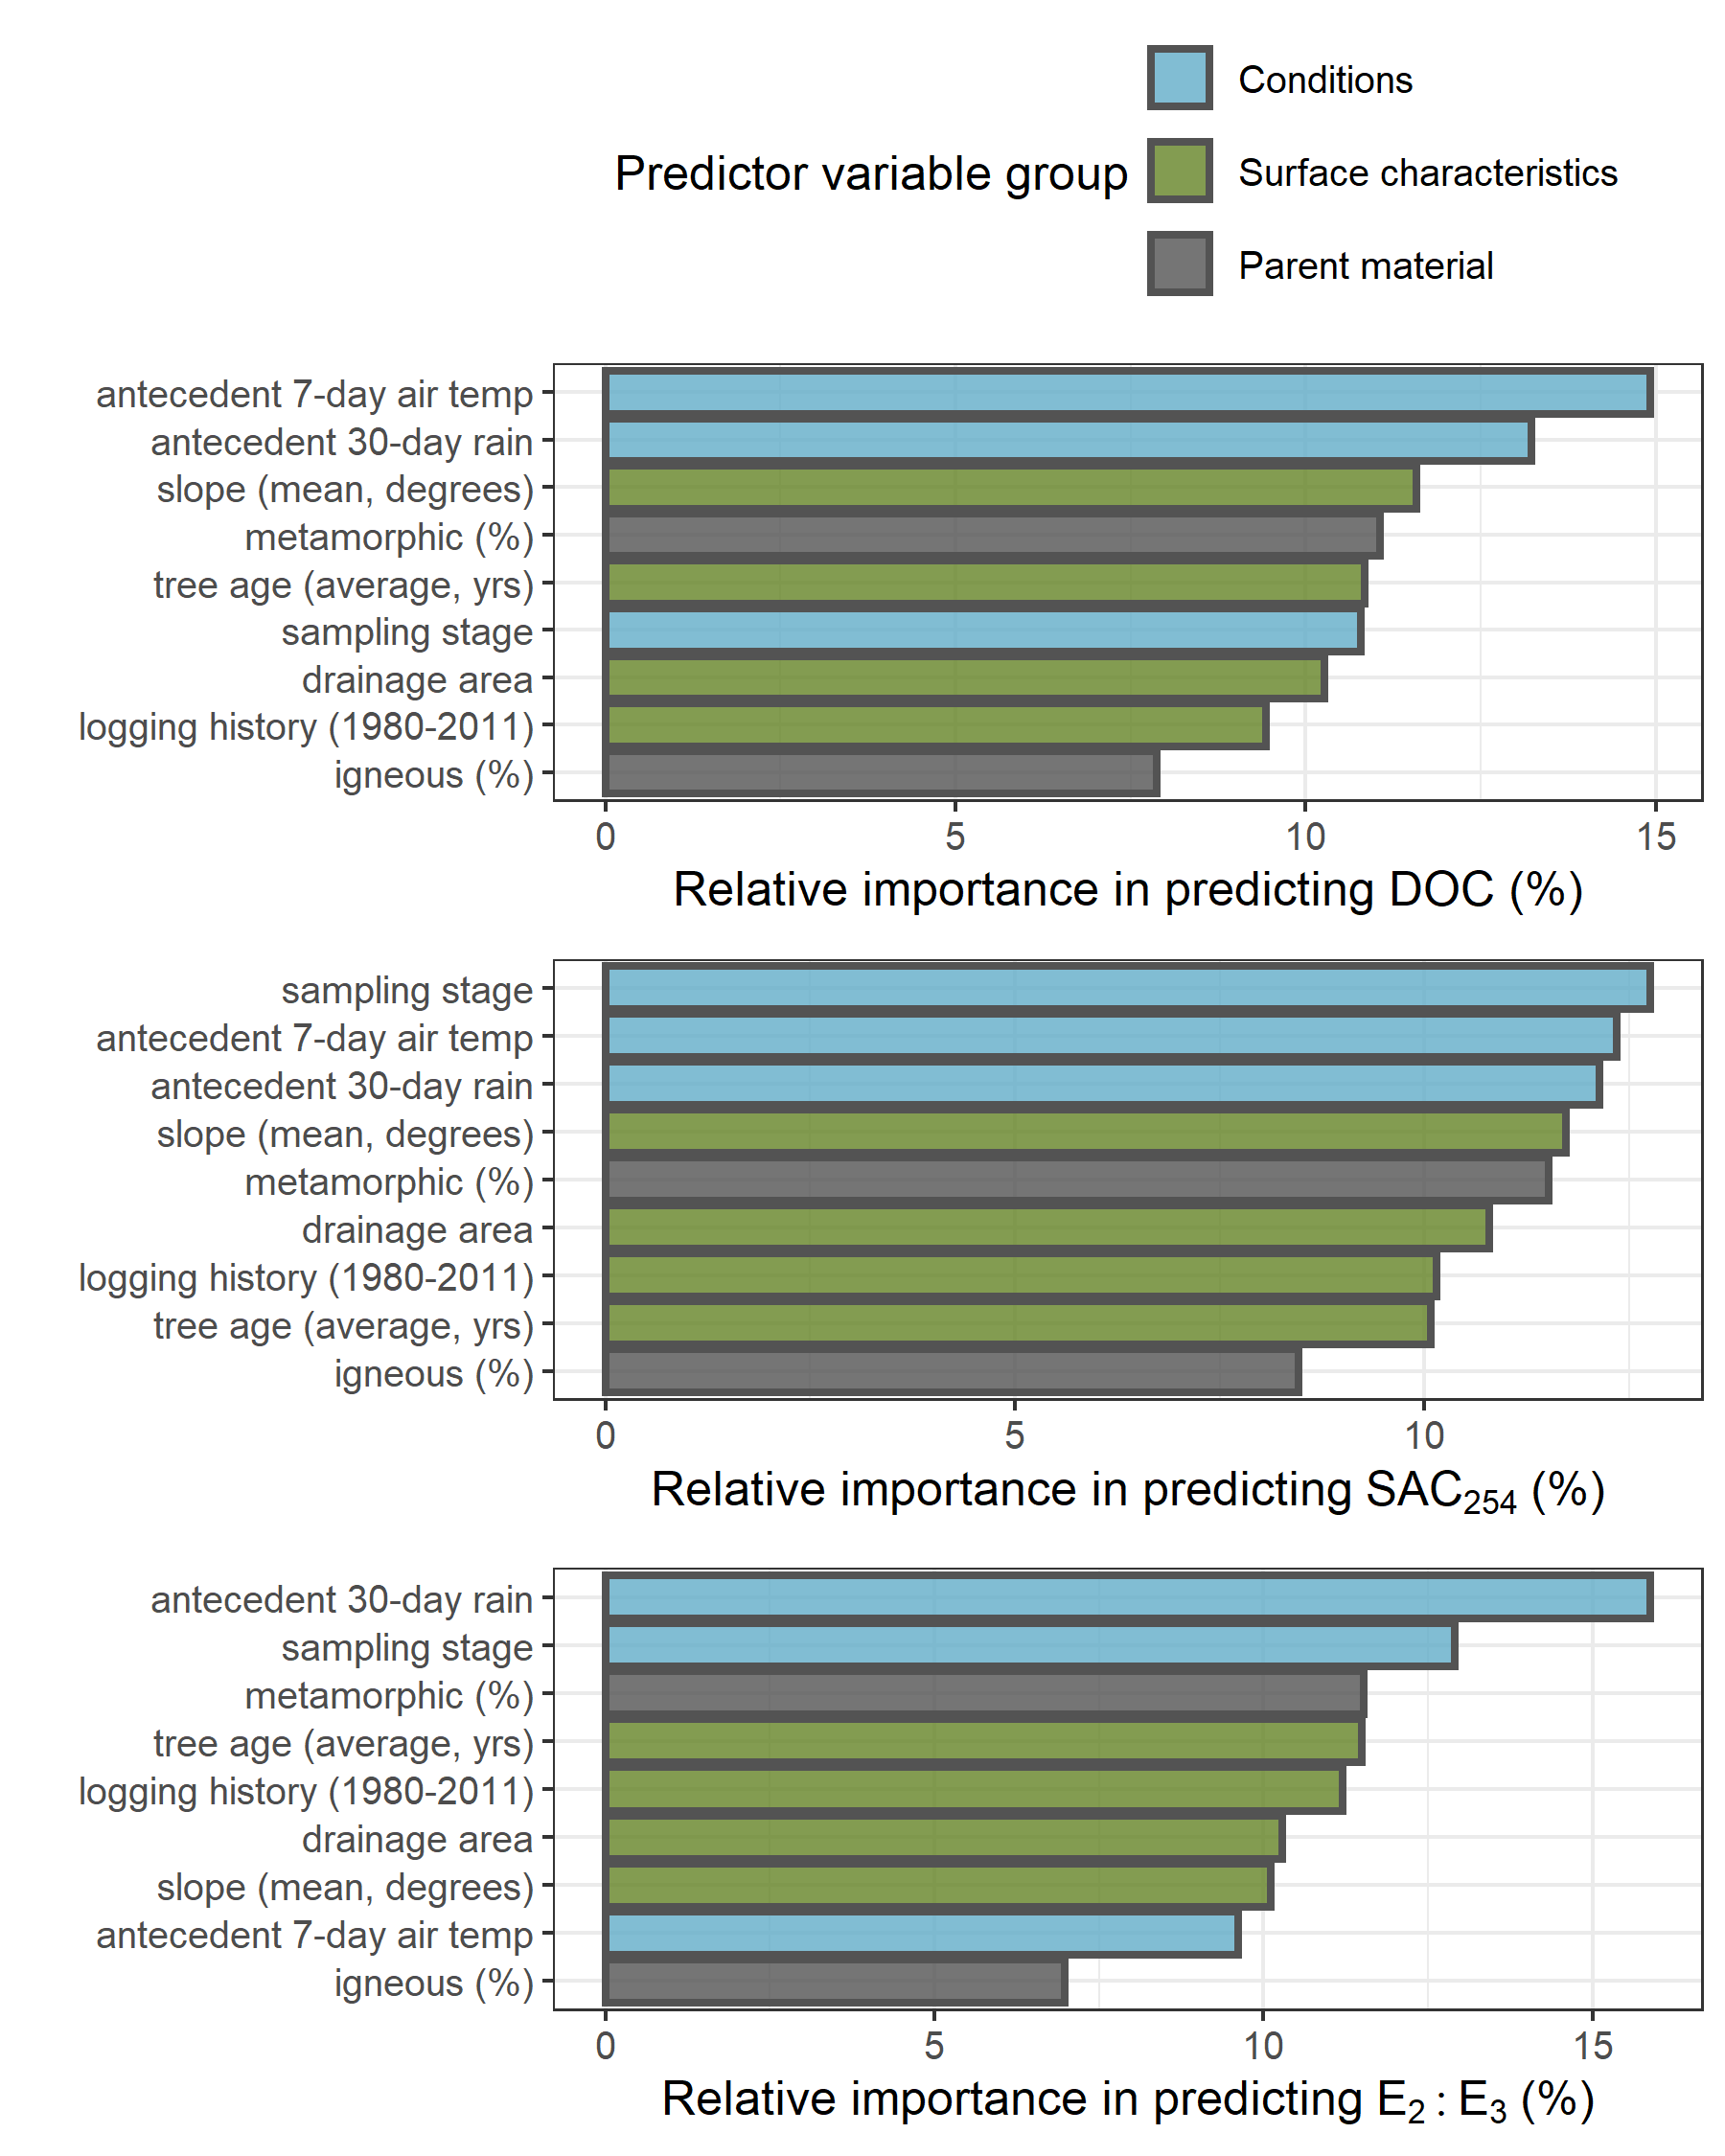 Predictor variable group
Conditions
Surface characteristics
Parent material
antecedent 7-day air temp
antecedent 30-day rain
slope (mean, degrees)
metamorphic (%)
tree age (average, yrs)
sampling stage
drainage area
logging history (1980-2011)
igneous (%)
0 5 10 15
Relative importance in predicting DOC (%)
sampling stage
antecedent 7-day air temp
antecedent 30-day rain
slope (mean, degrees)
metamorphic (%)
drainage area
logging history (1980-2011)
tree age (average, yrs)
igneous (%)
0 5 10
Relative importance in predicting SAC₂₅₄ (%)
antecedent 30-day rain
sampling stage
metamorphic (%)
tree age (average, yrs)
logging history (1980-2011)
drainage area
slope (mean, degrees)
antecedent 7-day air temp
igneous (%)
0 5 10 15
Relative importance in predicting E₂ : E₃ (%)